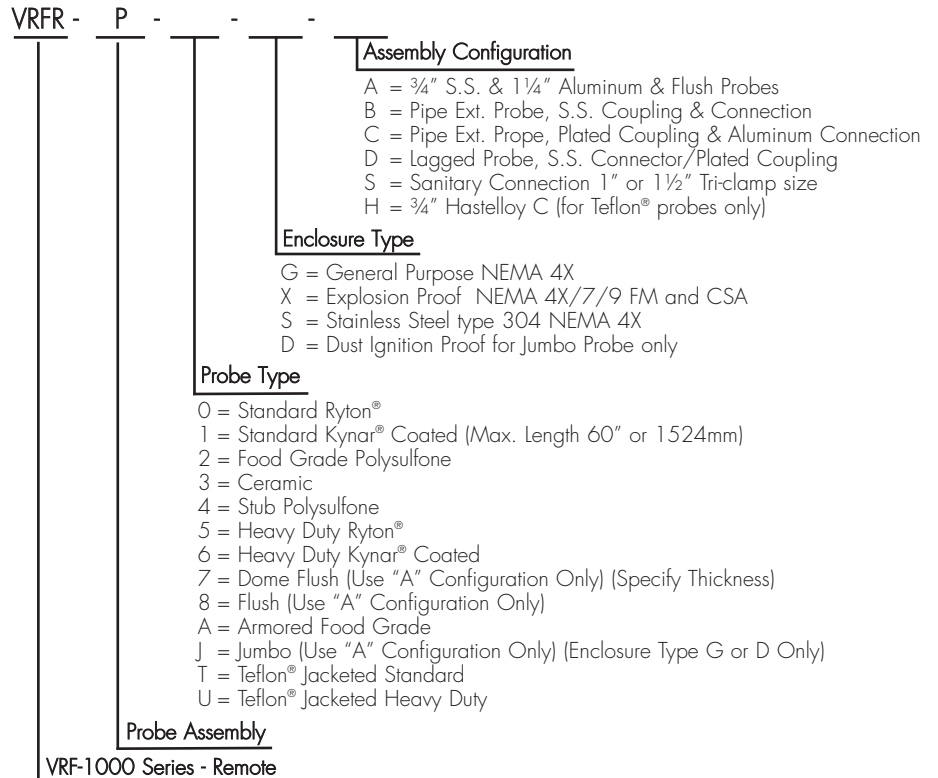 VRFR - P - - -
Assembly Configuration
A = ¾" S.S. & 1¼" Aluminum & Flush Probes
B = Pipe Ext. Probe, S.S. Coupling & Connection
C = Pipe Ext. Prope, Plated Coupling & Aluminum Connection
D = Lagged Probe, S.S. Connector/Plated Coupling
S = Sanitary Connection 1" or 1½" Tri-clamp size
H = ¾" Hastelloy C (for Teflon® probes only)
Enclosure Type
G = General Purpose NEMA 4X
X = Explosion Proof NEMA 4X/7/9 FM and CSA
S = Stainless Steel type 304 NEMA 4X
D = Dust Ignition Proof for Jumbo Probe only
Probe Type
0 = Standard Ryton®
1 = Standard Kynar® Coated (Max. Length 60" or 1524mm)
2 = Food Grade Polysulfone
3 = Ceramic
4 = Stub Polysulfone
5 = Heavy Duty Ryton®
6 = Heavy Duty Kynar® Coated
7 = Dome Flush (Use "A" Configuration Only) (Specify Thickness)
8 = Flush (Use "A" Configuration Only)
A = Armored Food Grade
J = Jumbo (Use "A" Configuration Only) (Enclosure Type G or D Only)
T = Teflon® Jacketed Standard
U = Teflon® Jacketed Heavy Duty
Probe Assembly
VRF-1000 Series - Remote